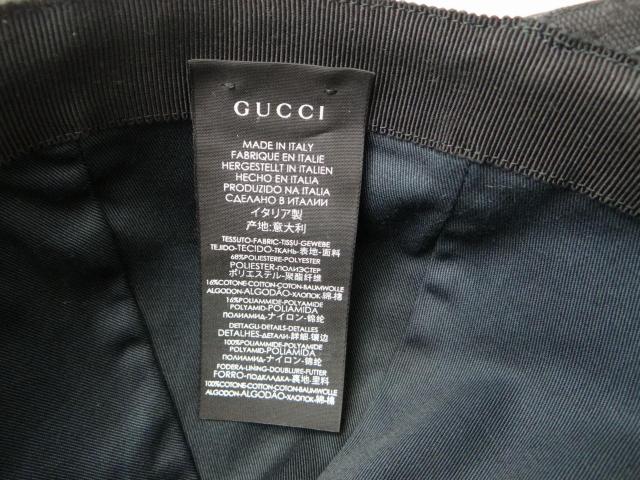 GUCCI
MADE IN ITALY
FABRIQUE EN ITALIE
HERGESTELLT IN ITALIEN
HECHO EN ITALIA
PRODUZIDO NA ITALIA
СДЕЛАНО В ИТАЛИИ
イタリア製
产地:意大利
TESSUTO-FABRIC-TISSU-GEWEBE
TEJIDO-TECIDO-ТКАНЬ-表地-面料
68%POLIESTERE-POLYESTER
POLIESTER-ПОЛИЭСТЕР
ポリエステル-聚酯纤维
16%COTONE-COTTON-COTON-BAUMWOLLE
ALGODON-ALGODÃO-ХЛОПОК-綿-棉
16%POLIAMMIDE-POLYAMIDE
POLYAMID-POLIAMIDA
ПОЛИАМИД-ナイロン-锦纶
DETTAGLI-DETAILS-DETALLES
DETALHES-ДЕТАЛИ-詳細-镶边
100%POLIAMMIDE-POLYAMIDE
POLYAMID-POLIAMIDA
ПОЛИАМИД-ナイロン-锦纶
FODERA-LINING-DOUBLURE-FUTTER
FORRO-ПОДКЛАДКА-裏地-里料
100%COTONE-COTTON-COTON-BAUMWOLLE
ALGODON-ALGODÃO-ХЛОПОК-綿-棉